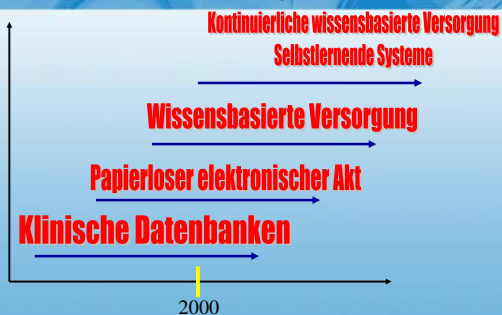 Kontinuierliche wissensbasierte Versorgung
Selbstlernende Systeme
Wissensbasierte Versorgung
Papierloser elektronischer Akt
Klinische Datenbanken
2000